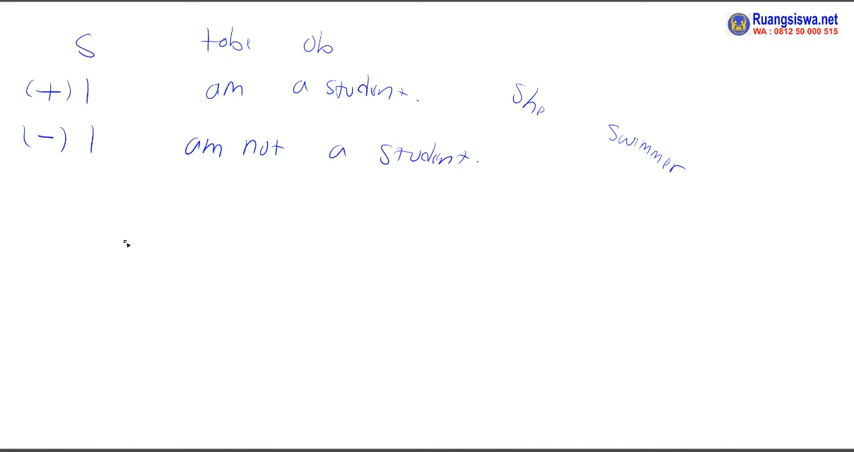 Ruangsiswa.net
WA : 0812 50 000 515
S tobe ob
(+) I am a student. She
(-) I am not a student. swimmer